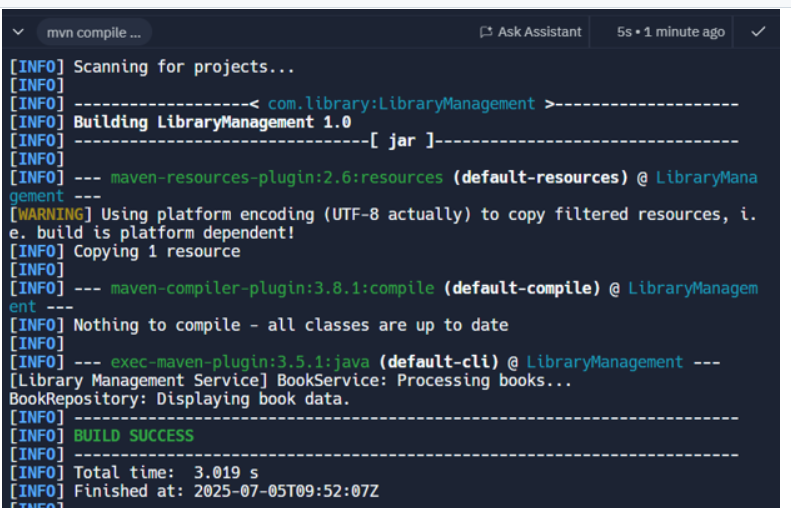 mvn compile ...
Ask Assistant
5s • 1 minute ago
[INFO] Scanning for projects...
[INFO]
[INFO] -------------------< com.library:LibraryManagement >--------------------
[INFO] Building LibraryManagement 1.0
[INFO] --------------------------------[ jar ]---------------------------------
[INFO]
[INFO] --- maven-resources-plugin:2.6:resources (default-resources) @ LibraryMana
gement ---
[WARNING] Using platform encoding (UTF-8 actually) to copy filtered resources, i.
e. build is platform dependent!
[INFO] Copying 1 resource
[INFO]
[INFO] --- maven-compiler-plugin:3.8.1:compile (default-compile) @ LibraryManagem
ent ---
[INFO] Nothing to compile - all classes are up to date
[INFO]
[INFO] --- exec-maven-plugin:3.5.1:java (default-cli) @ LibraryManagement ---
[Library Management Service] BookService: Processing books...
BookRepository: Displaying book data.
[INFO] ------------------------------------------------------------------------
[INFO] BUILD SUCCESS
[INFO] ------------------------------------------------------------------------
[INFO] Total time:  3.019 s
[INFO] Finished at: 2025-07-05T09:52:07Z
[INFO]